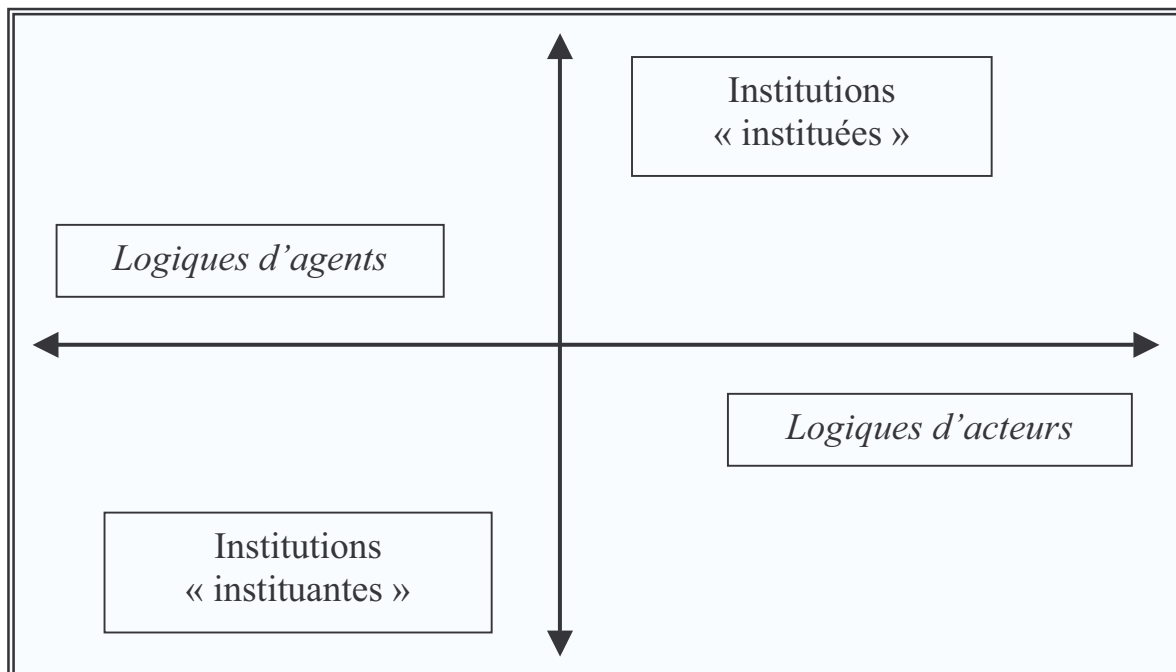 Institutions
« instituées »
Logiques d’agents
Logiques d’acteurs
Institutions
« instituantes »